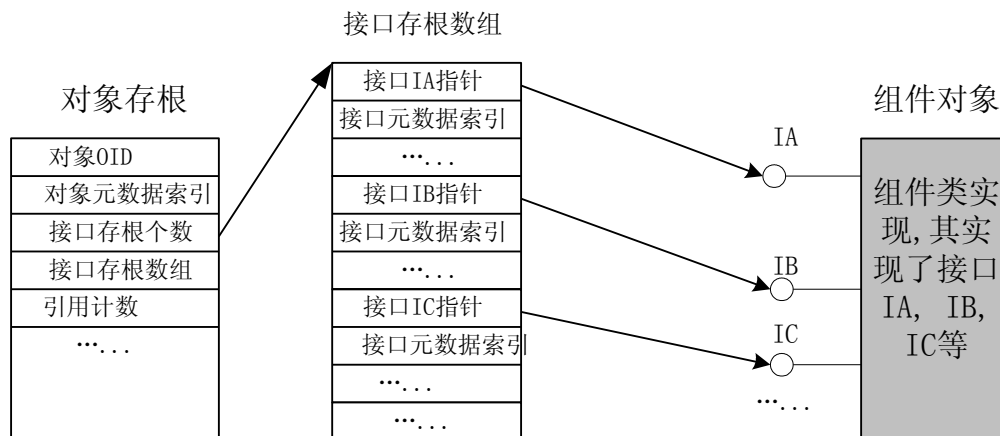 接口存根数组
对象存根
对象OID
对象元数据索引
接口存根个数
接口存根数组
引用计数
…...
接口IA指针
接口元数据索引
…...
接口IB指针
接口元数据索引
…...
接口IC指针
接口元数据索引
…...
…...
IA
IB
IC
…...
组件对象
组件类实
现,其实
现了接口
IA, IB,
IC等